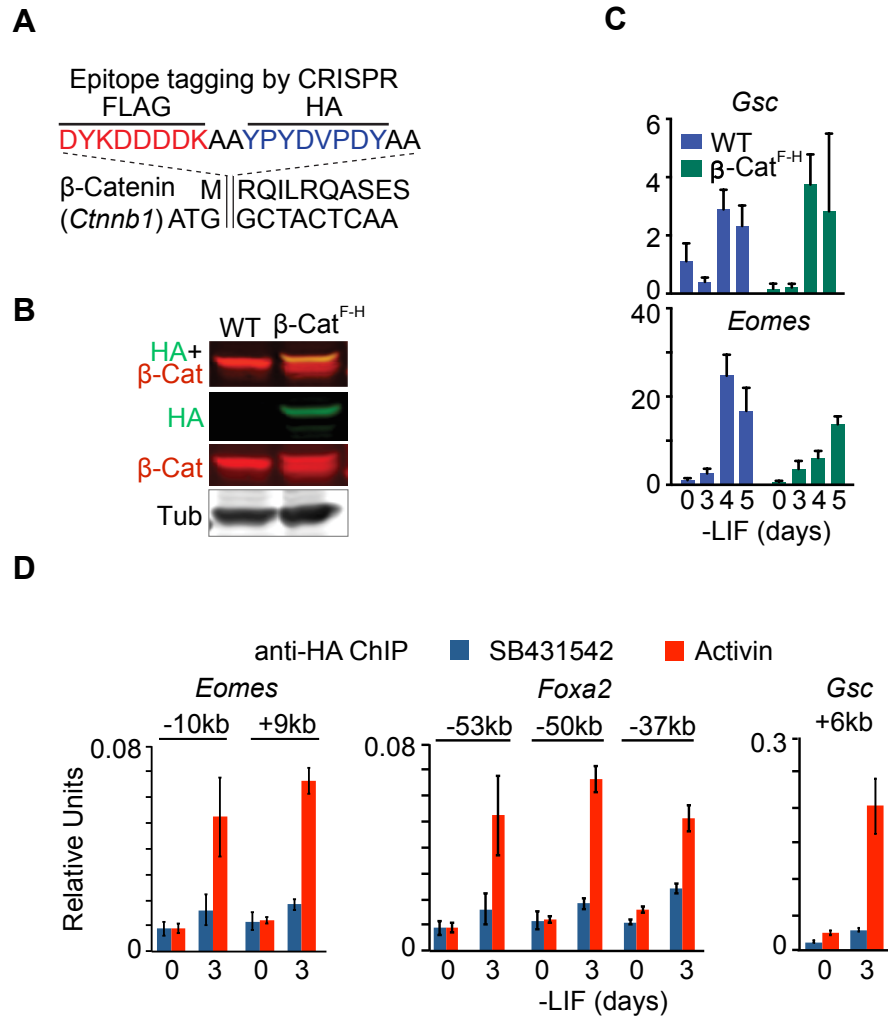 A
Epitope tagging by CRISPR
FLAG HA
DYKDDDDKAAYPYDVPDYAA
β-Catenin M RQILRQASES
(Ctnnb1) ATG GCTACTCAA
B
WT β-Cat^F-H
HA+
β-Cat
HA
β-Cat
Tub
C
Gsc
6
WT
β-Cat^F-H
4
2
0
Eomes
40
20
0
0 3 4 5 0 3 4 5
-LIF (days)
D
anti-HA ChIP SB431542 Activin
Eomes Foxa2 Gsc
-10kb +9kb -53kb -50kb -37kb +6kb
0.08 0.08 0.3
Relative Units
0 0 0
0 3 0 3 0 3 0 3 0 3 0 3
-LIF (days)